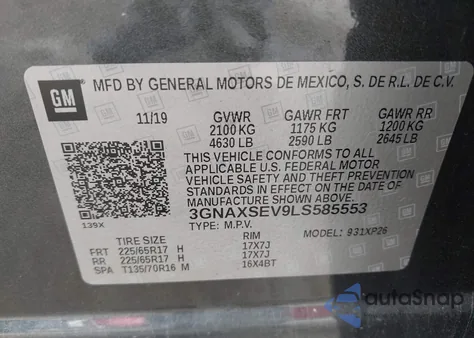 GM
MFD BY GENERAL MOTORS DE MEXICO, S. DE R.L. DE C.V.
11/19 GVWR GAWR FRT GAWR RR
2100 KG 1175 KG 1200 KG
4630 LB 2590 LB 2645 LB
THIS VEHICLE CONFORMS TO ALL
APPLICABLE U.S. FEDERAL MOTOR
VEHICLE SAFETY AND THEFT PREVENTION
STANDARDS IN EFFECT ON THE DATE OF
MANUFACTURE SHOWN ABOVE.
3GNAXSEV9LS585553
139X
TYPE: M.P.V. MODEL: 931XP26
TIRE SIZE RIM
FRT 225/65R17 H 17X7J
RR 225/65R17 H 17X7J
SPA T135/70R16 M 16X4BT
autoSnap